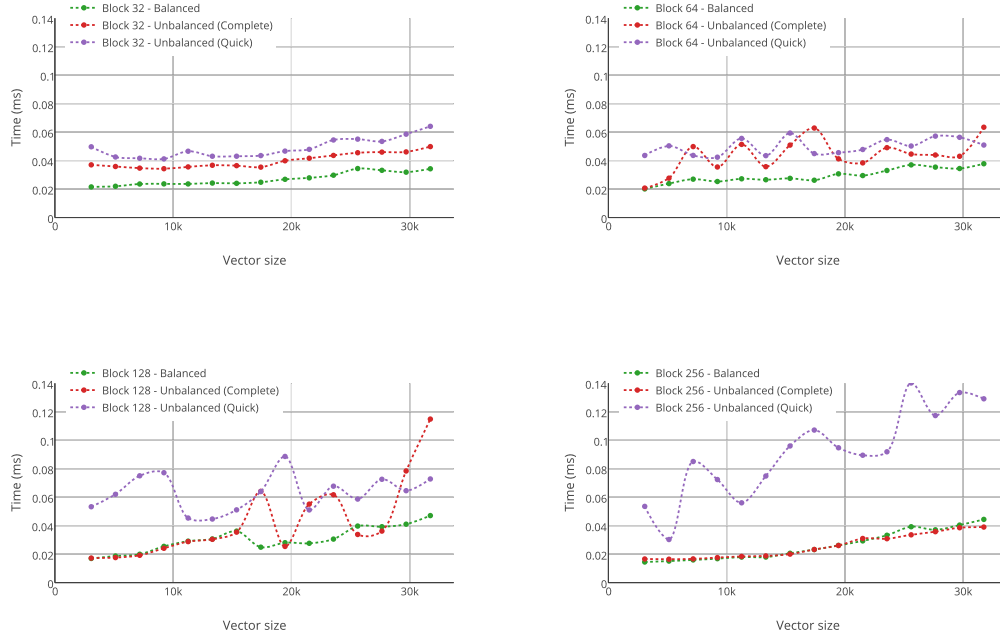 Block 32 - Balanced
Block 32 - Unbalanced (Complete)
Block 32 - Unbalanced (Quick)
0.14
0.12
0.1
0.08
0.06
0.04
0.02
0
Time (ms)
0 10k 20k 30k
Vector size
Block 64 - Balanced
Block 64 - Unbalanced (Complete)
Block 64 - Unbalanced (Quick)
0.14
0.12
0.1
0.08
0.06
0.04
0.02
0
Time (ms)
0 10k 20k 30k
Vector size
Block 128 - Balanced
Block 128 - Unbalanced (Complete)
Block 128 - Unbalanced (Quick)
0.14
0.12
0.1
0.08
0.06
0.04
0.02
0
Time (ms)
0 10k 20k 30k
Vector size
Block 256 - Balanced
Block 256 - Unbalanced (Complete)
Block 256 - Unbalanced (Quick)
0.14
0.12
0.1
0.08
0.06
0.04
0.02
0
Time (ms)
0 10k 20k 30k
Vector size